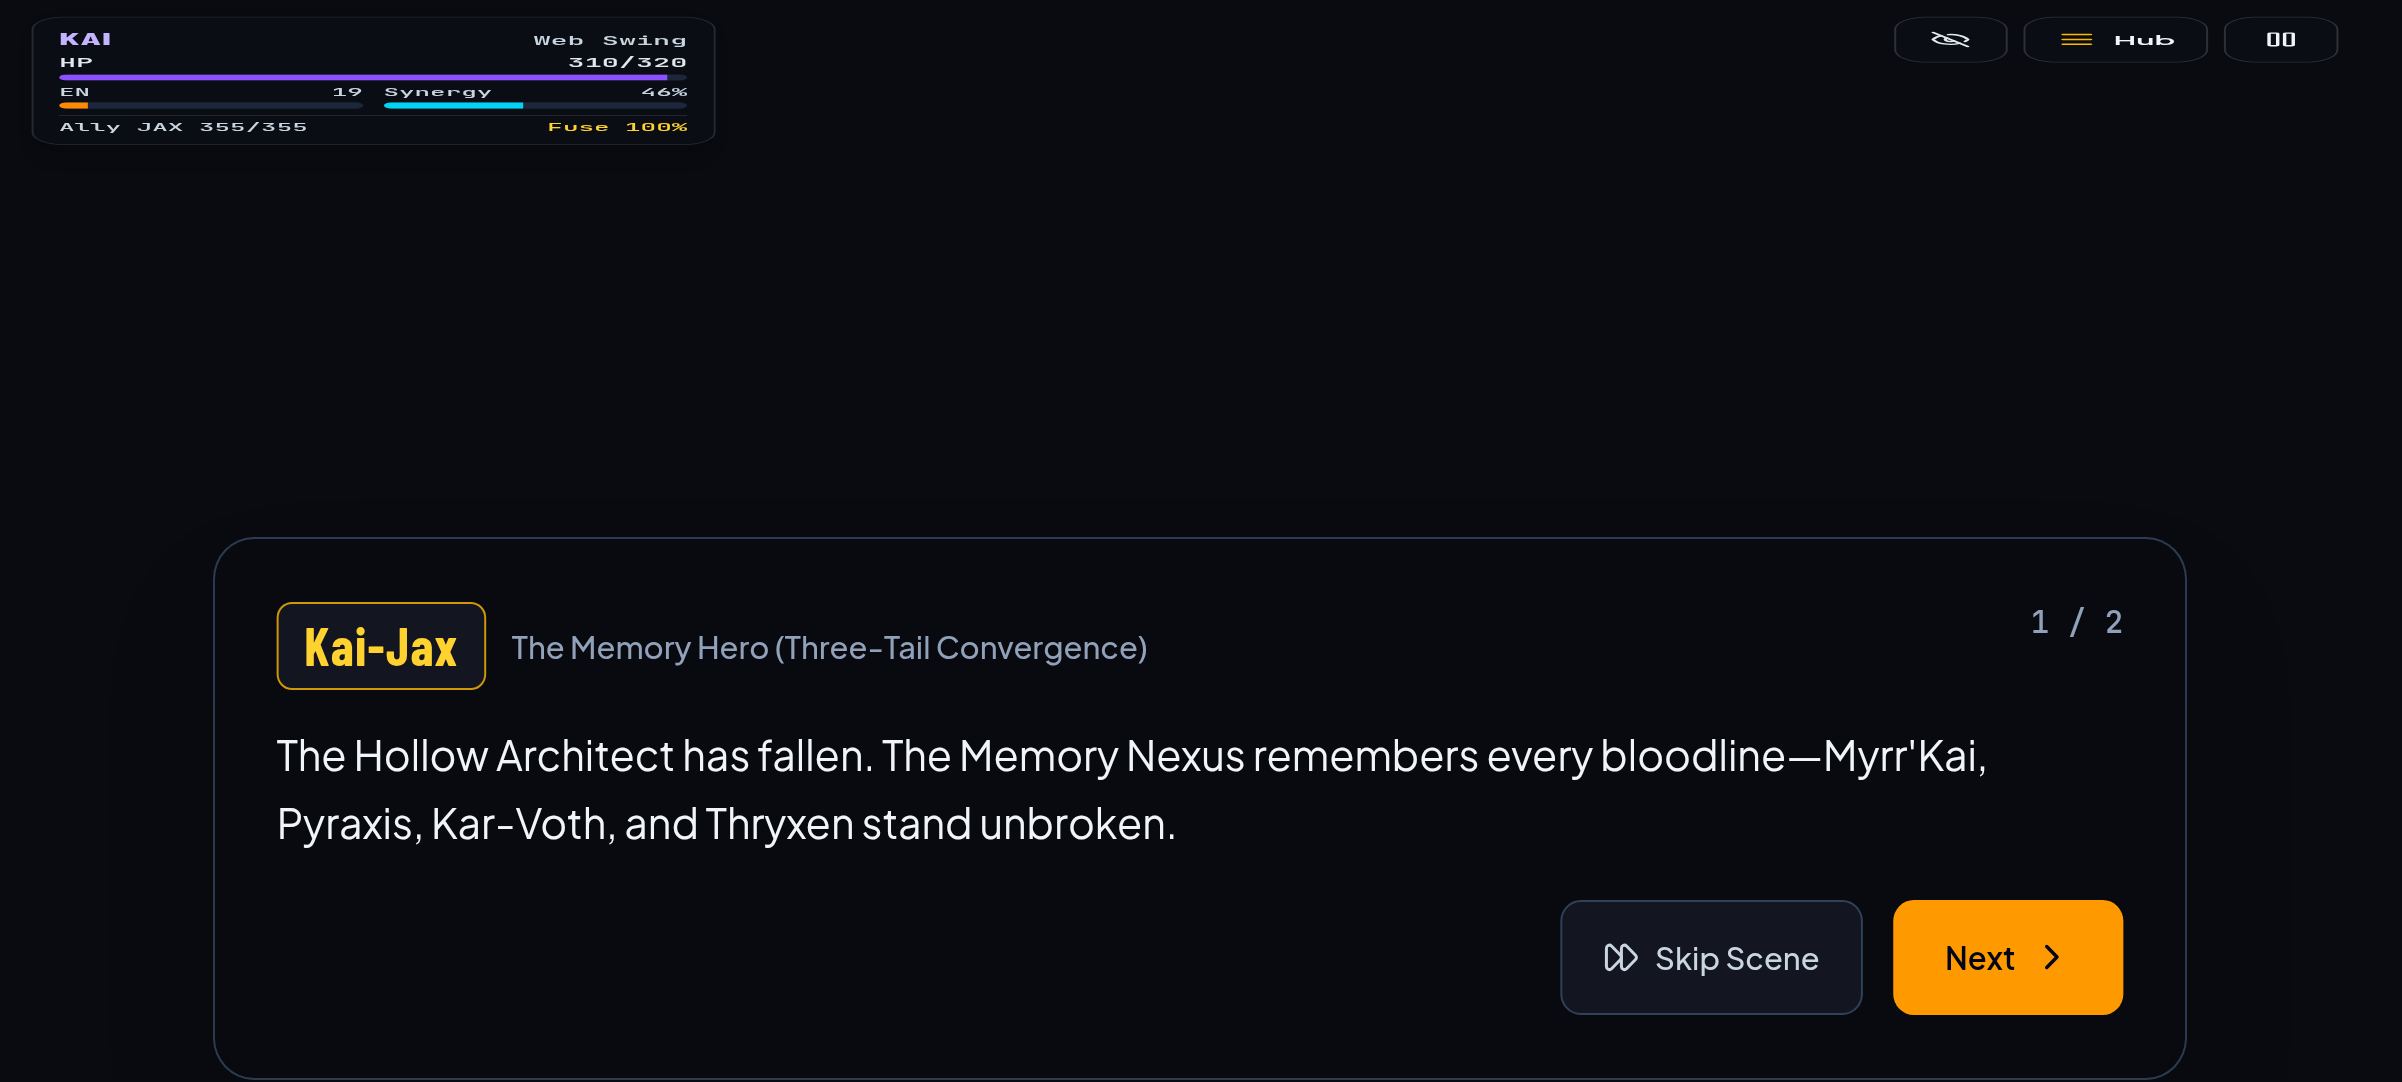 KAI
Web Swing
HP
310/320
EN 19 Synergy 46%
Ally JAX 355/355
Fuse 100%
Hub
Kai-Jax
The Memory Hero (Three-Tail Convergence)
1 / 2
The Hollow Architect has fallen. The Memory Nexus remembers every bloodline—Myrr'Kai,
Pyraxis, Kar-Voth, and Thryxen stand unbroken.
Skip Scene
Next